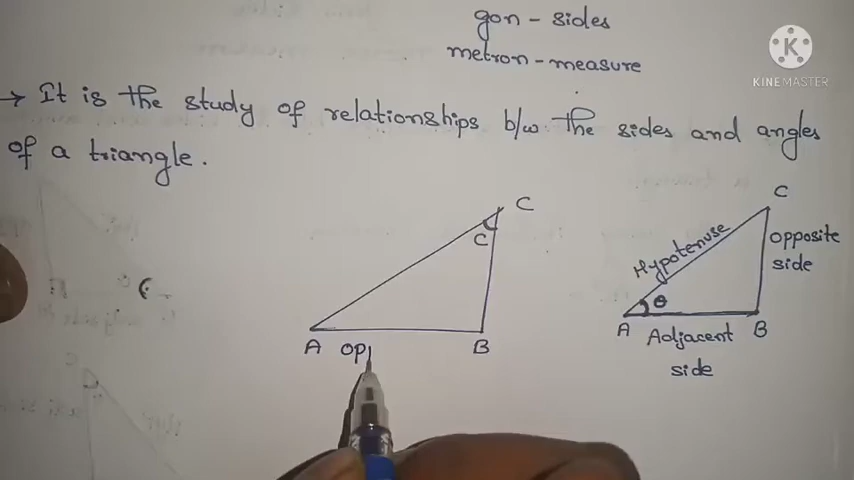 gon - sides
metron - measure
K
KINEMASTER
→ It is the study of relationships b/w the sides and angles
of a triangle.
C
C
A
B
op
C
Hypotenuse
opposite
side
θ
A
Adjacent
side
B